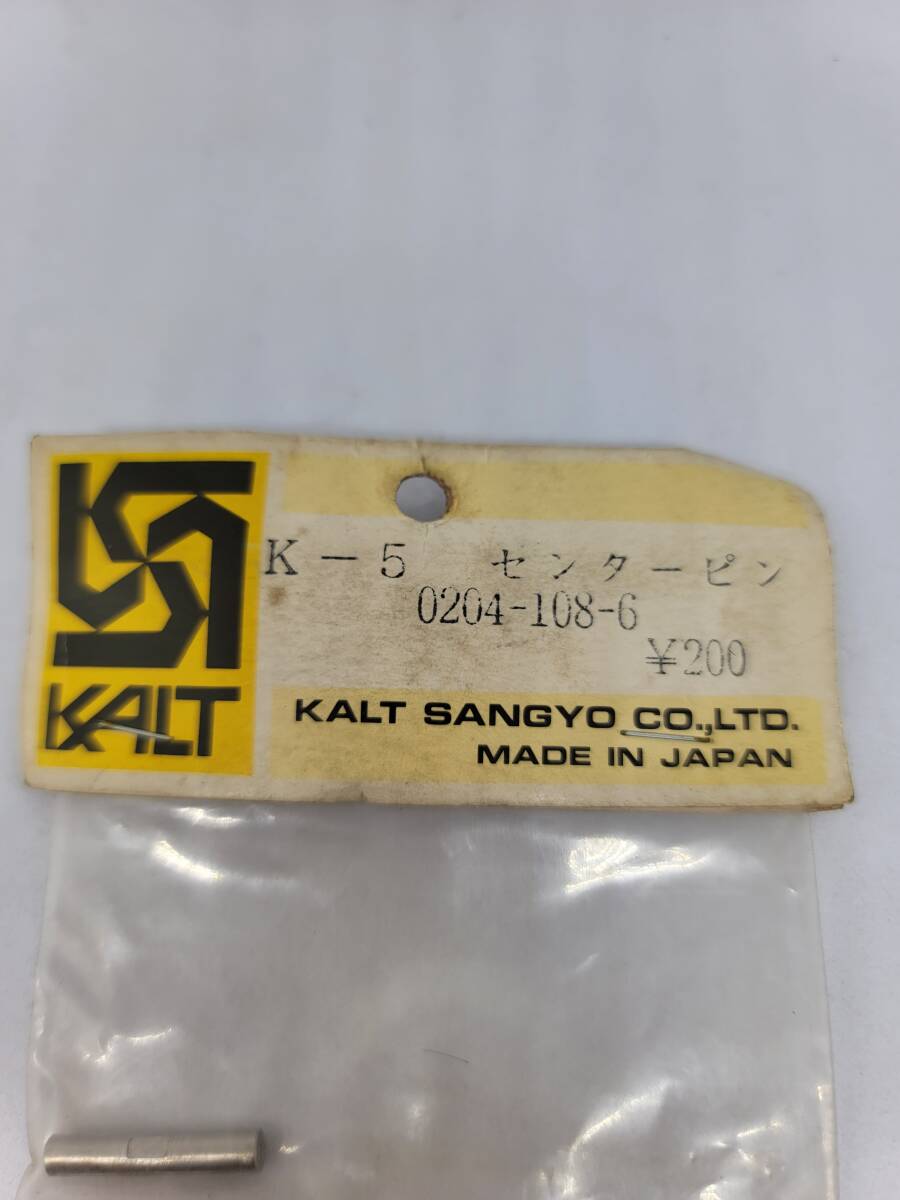 K-5 センターピン
0204-108-6
¥200
KALT
KALT SANGYO CO.,LTD.
MADE IN JAPAN